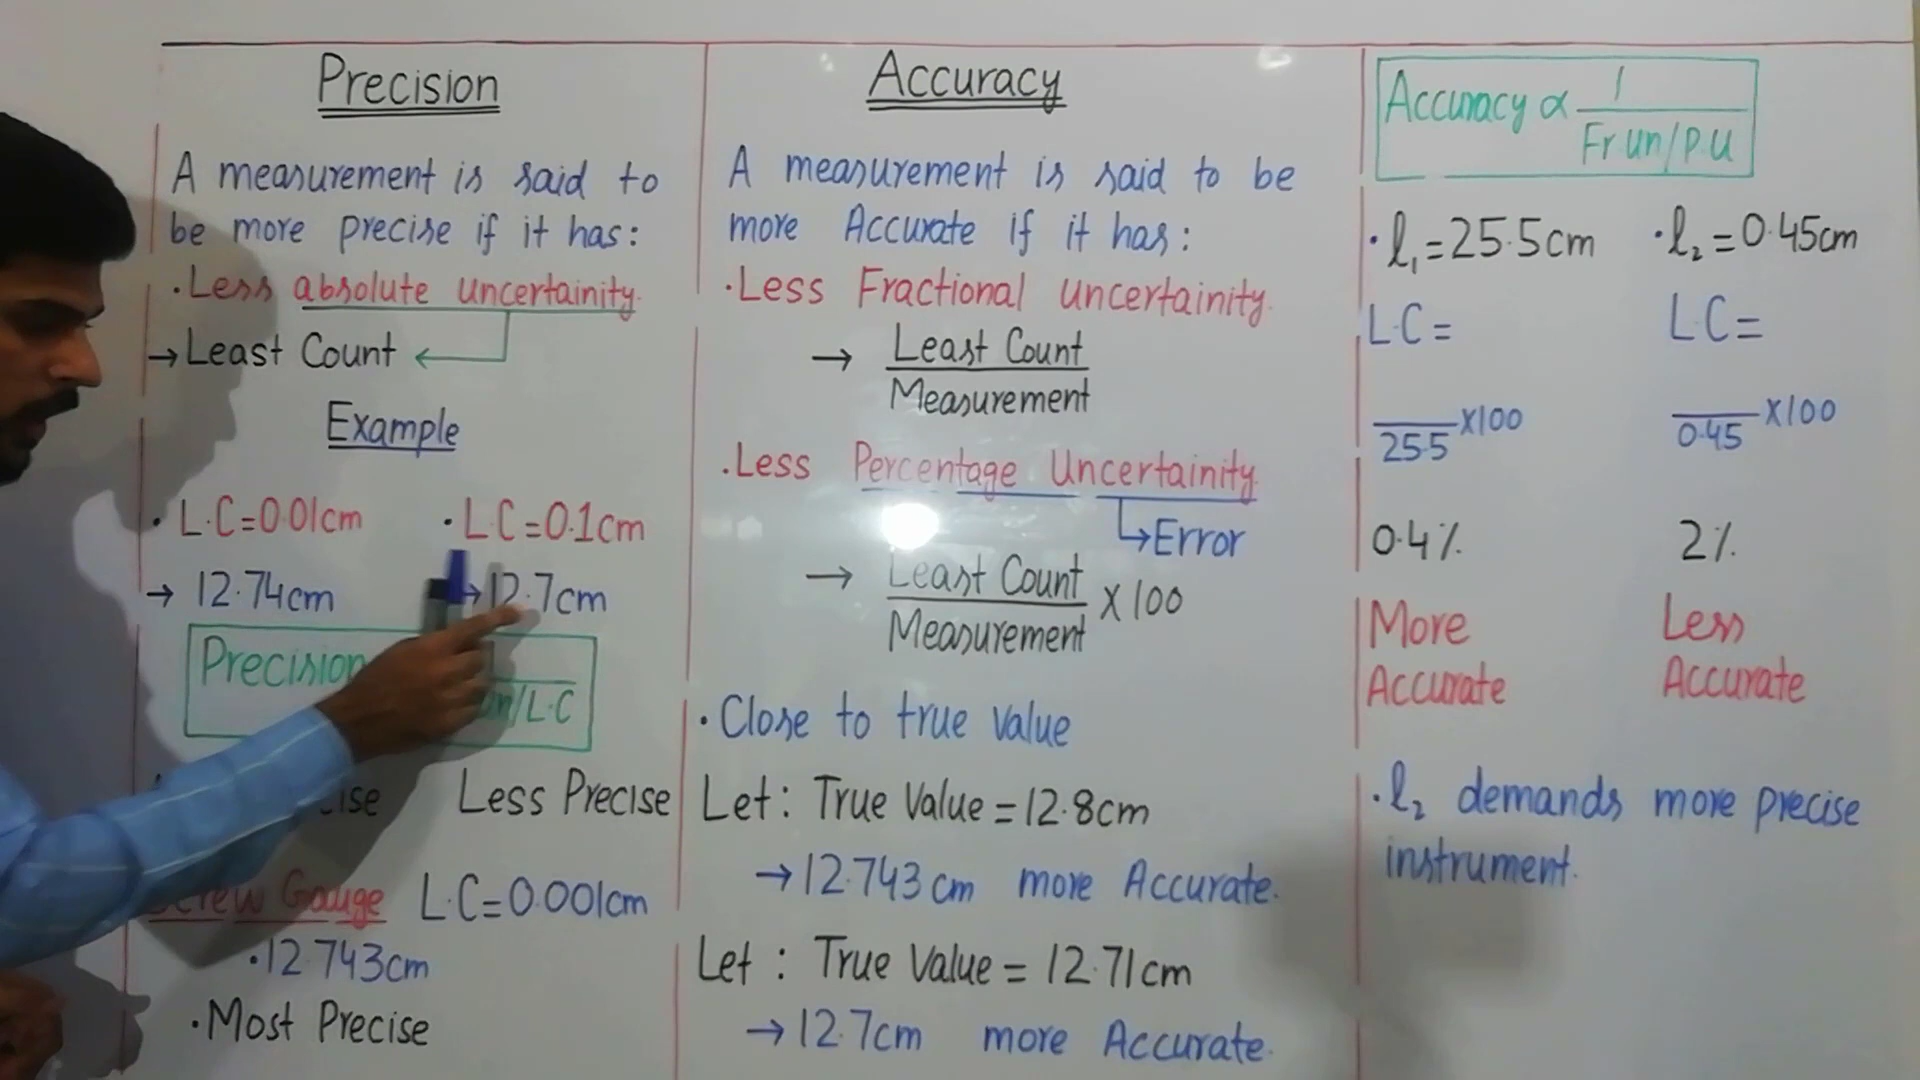 Precision
A measurement is said to
be more precise if it has:
·Less absolute uncertainity.
→Least Count ←
Example
· L·C=0.01cm
· L·C=0.1cm
→ 12.74cm
→12.7cm
Precision
1
un/L·C
Less Precise
Screw Gauge L·C=0.001cm
·12.743cm
·Most Precise
Accuracy
A measurement is said to be
more Accurate if it has:
·Less Fractional uncertainity.
→ Least Count
Measurement
·Less Percentage Uncertainity.
↳Error
→ Least Count
Measurement X 100
·Close to true value
Let: True Value = 12.8cm
→12.743cm more Accurate.
Let: True Value = 12.71cm
→12.7cm more Accurate.
Accuracy ∝ 1
Fr un/P.U
·l₁=25.5cm
·l₂=0.45cm
L·C=
L·C=
25.5 X100
0.45 X100
0.4%
2%
More
Accurate
Less
Accurate
·l₂ demands more precise
instrument.